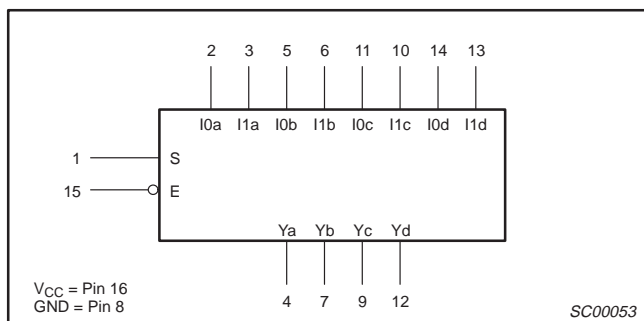 2 3 5 6 11 10 14 13
I0a I1a I0b I1b I0c I1c I0d I1d
1 S
15 E
Ya Yb Yc Yd
VCC = Pin 16
GND = Pin 8
4 7 9 12
SC00053